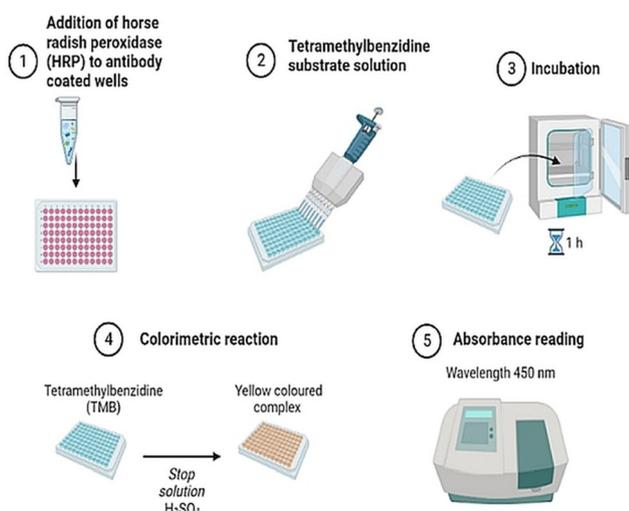 1
Addition of horse
radish peroxidase
(HRP) to antibody
coated wells
2
Tetramethylbenzidine
substrate solution
3
Incubation
1 h
4
Colorimetric reaction
Tetramethylbenzidine
(TMB)
Yellow coloured
complex
Stop
solution
H₂SO₄
5
Absorbance reading
Wavelength 450 nm